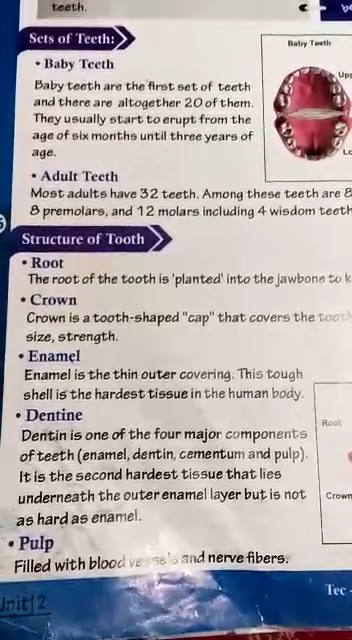 teeth.
Sets of Teeth:
• Baby Teeth
Baby Teeth
Baby teeth are the first set of teeth
and there are altogether 20 of them.
They usually start to erupt from the
age of six months until three years of
age.
• Adult Teeth
Most adults have 32 teeth. Among these teeth are 8
8 premolars, and 12 molars including 4 wisdom teeth
Structure of Tooth
• Root
The root of the tooth is 'planted' into the jawbone to k
• Crown
Crown is a tooth-shaped "cap" that covers the tooth
size, strength.
• Enamel
Enamel is the thin outer covering. This tough
shell is the hardest tissue in the human body.
• Dentine
Dentin is one of the four major components
of teeth (enamel, dentin, cementum and pulp).
It is the second hardest tissue that lies
underneath the outer enamel layer but is not
as hard as enamel.
Root
Crown
• Pulp
Filled with blood vessels and nerve fibers.
Unit 2
Tec